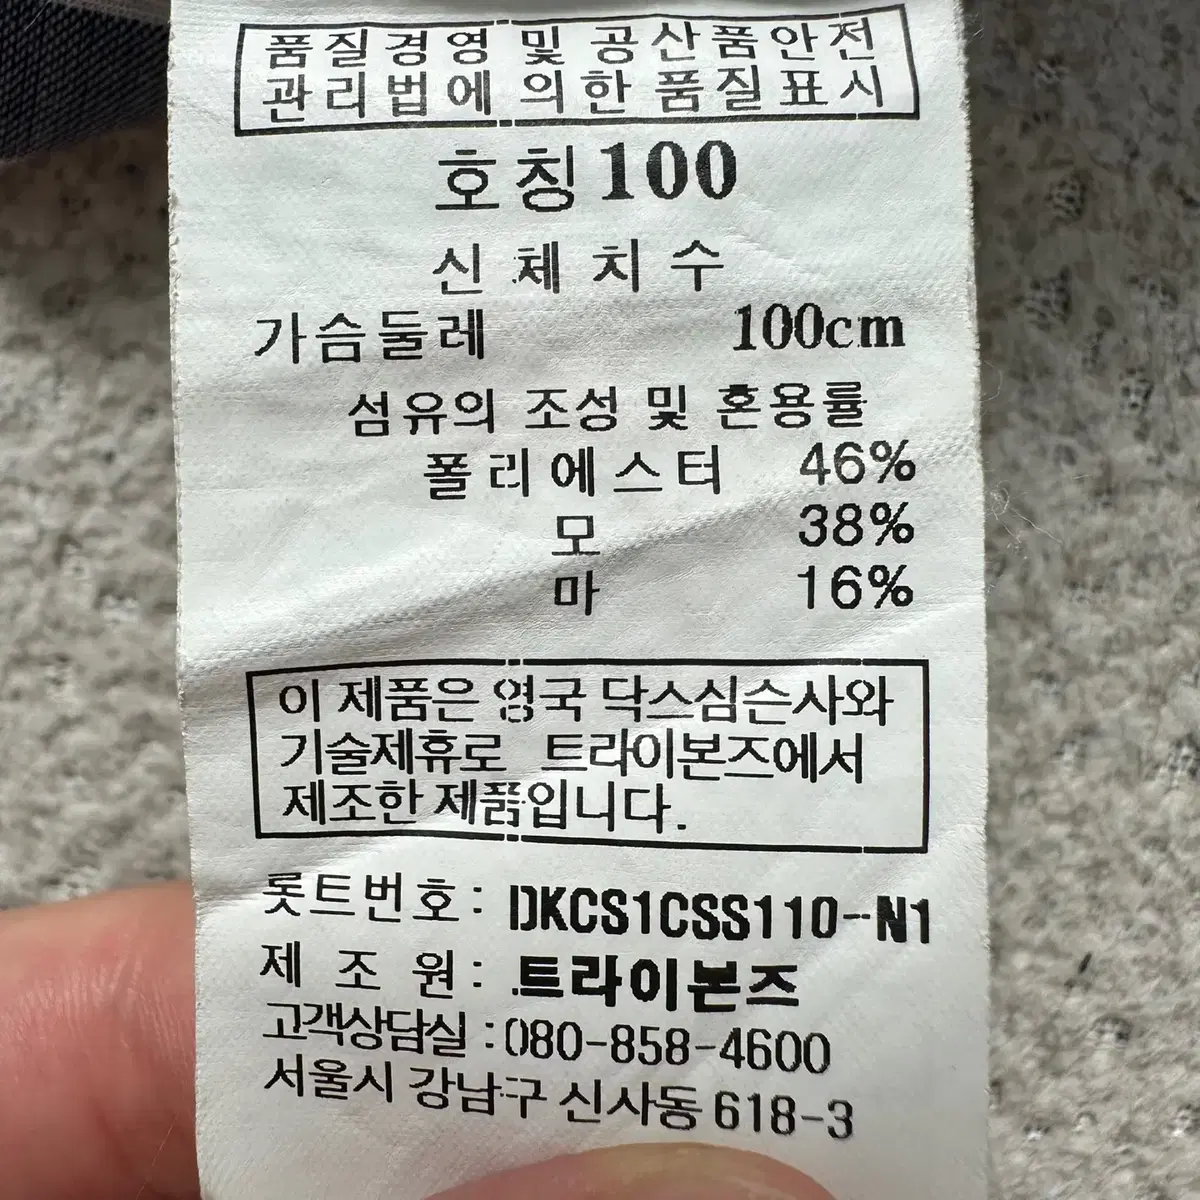 품질경영 및 공산품안전
관리법에 의한 품질표시
호칭 100
신체치수
가슴둘레 100cm
섬유의 조성 및 혼용률
폴리에스터 46%
모 38%
마 16%
이 제품은 영국 닥스심슨사와
기술제휴로 트라이본즈에서
제조한 제품입니다.
롯트번호: DKCS1CSS110-N1
제 조 원: 트라이본즈
고객상담실:080-858-4600
서울시 강남구 신사동 618-3